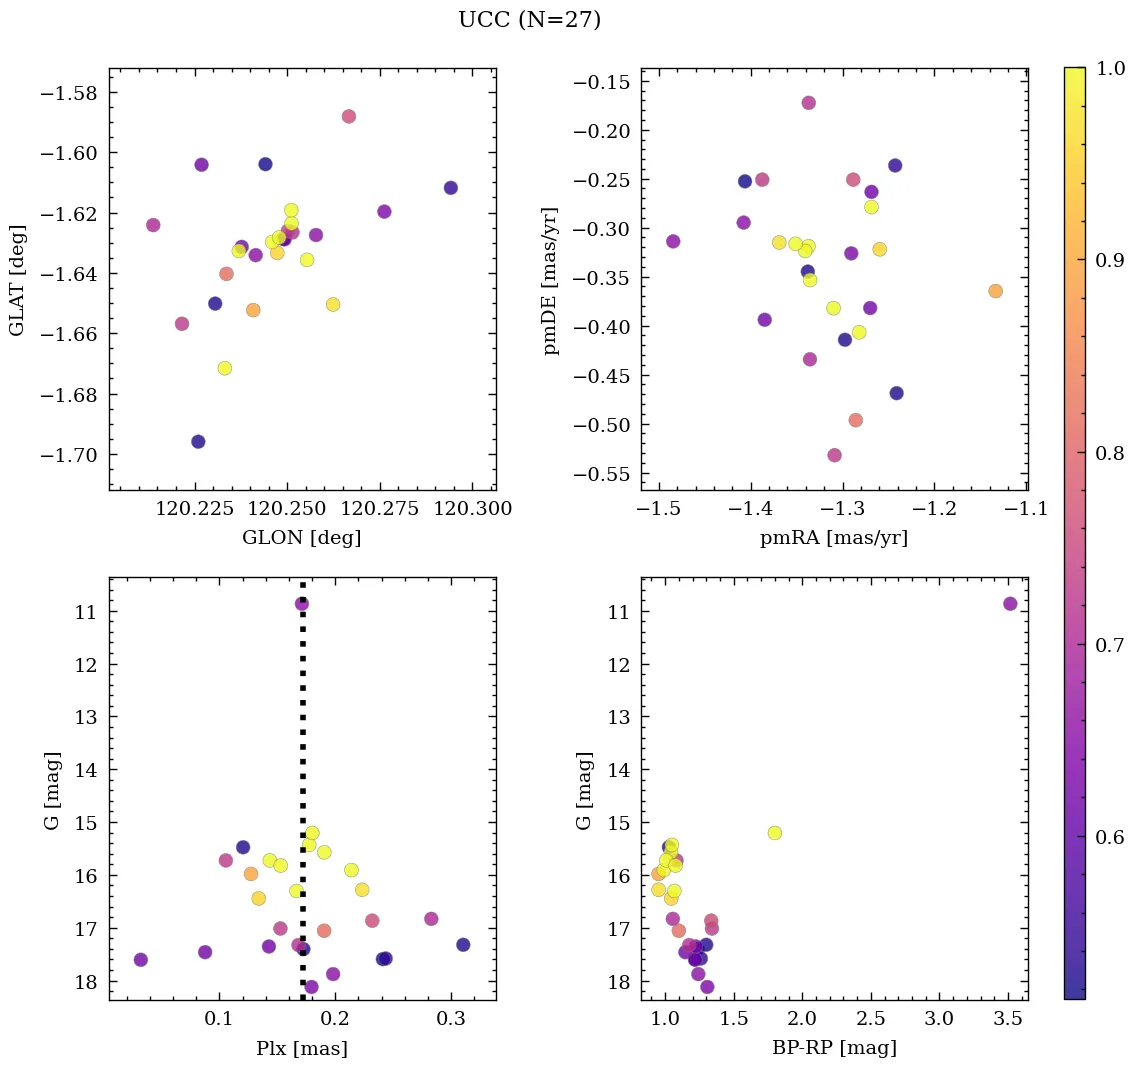 UCC (N=27)
−1.58
−1.60
−1.62
−1.64
−1.66
−1.68
−1.70
GLAT [deg]
120.225 120.250 120.275 120.300
GLON [deg]
−0.15
−0.20
−0.25
−0.30
−0.35
−0.40
−0.45
−0.50
−0.55
pmDE [mas/yr]
−1.5 −1.4 −1.3 −1.2 −1.1
pmRA [mas/yr]
11
12
13
14
15
16
17
18
G [mag]
0.1 0.2 0.3
Plx [mas]
11
12
13
14
15
16
17
18
G [mag]
1.0 1.5 2.0 2.5 3.0 3.5
BP-RP [mag]
1.0
0.9
0.8
0.7
0.6